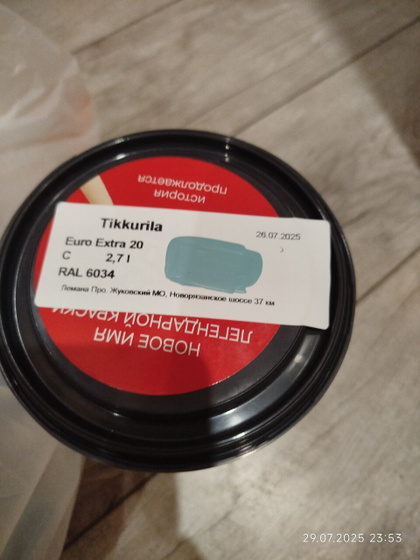 Tikkurila
26.07.2025
Euro Extra 20
C 2,7 l
RAL 6034
Лемана Про. Жуковский МО, Новорязанское шоссе 37 км
НОВОЕ ИМЯ
ЛЕГЕНДАРНОЙ КРАСКИ
история
продолжается
29.07.2025 23:53